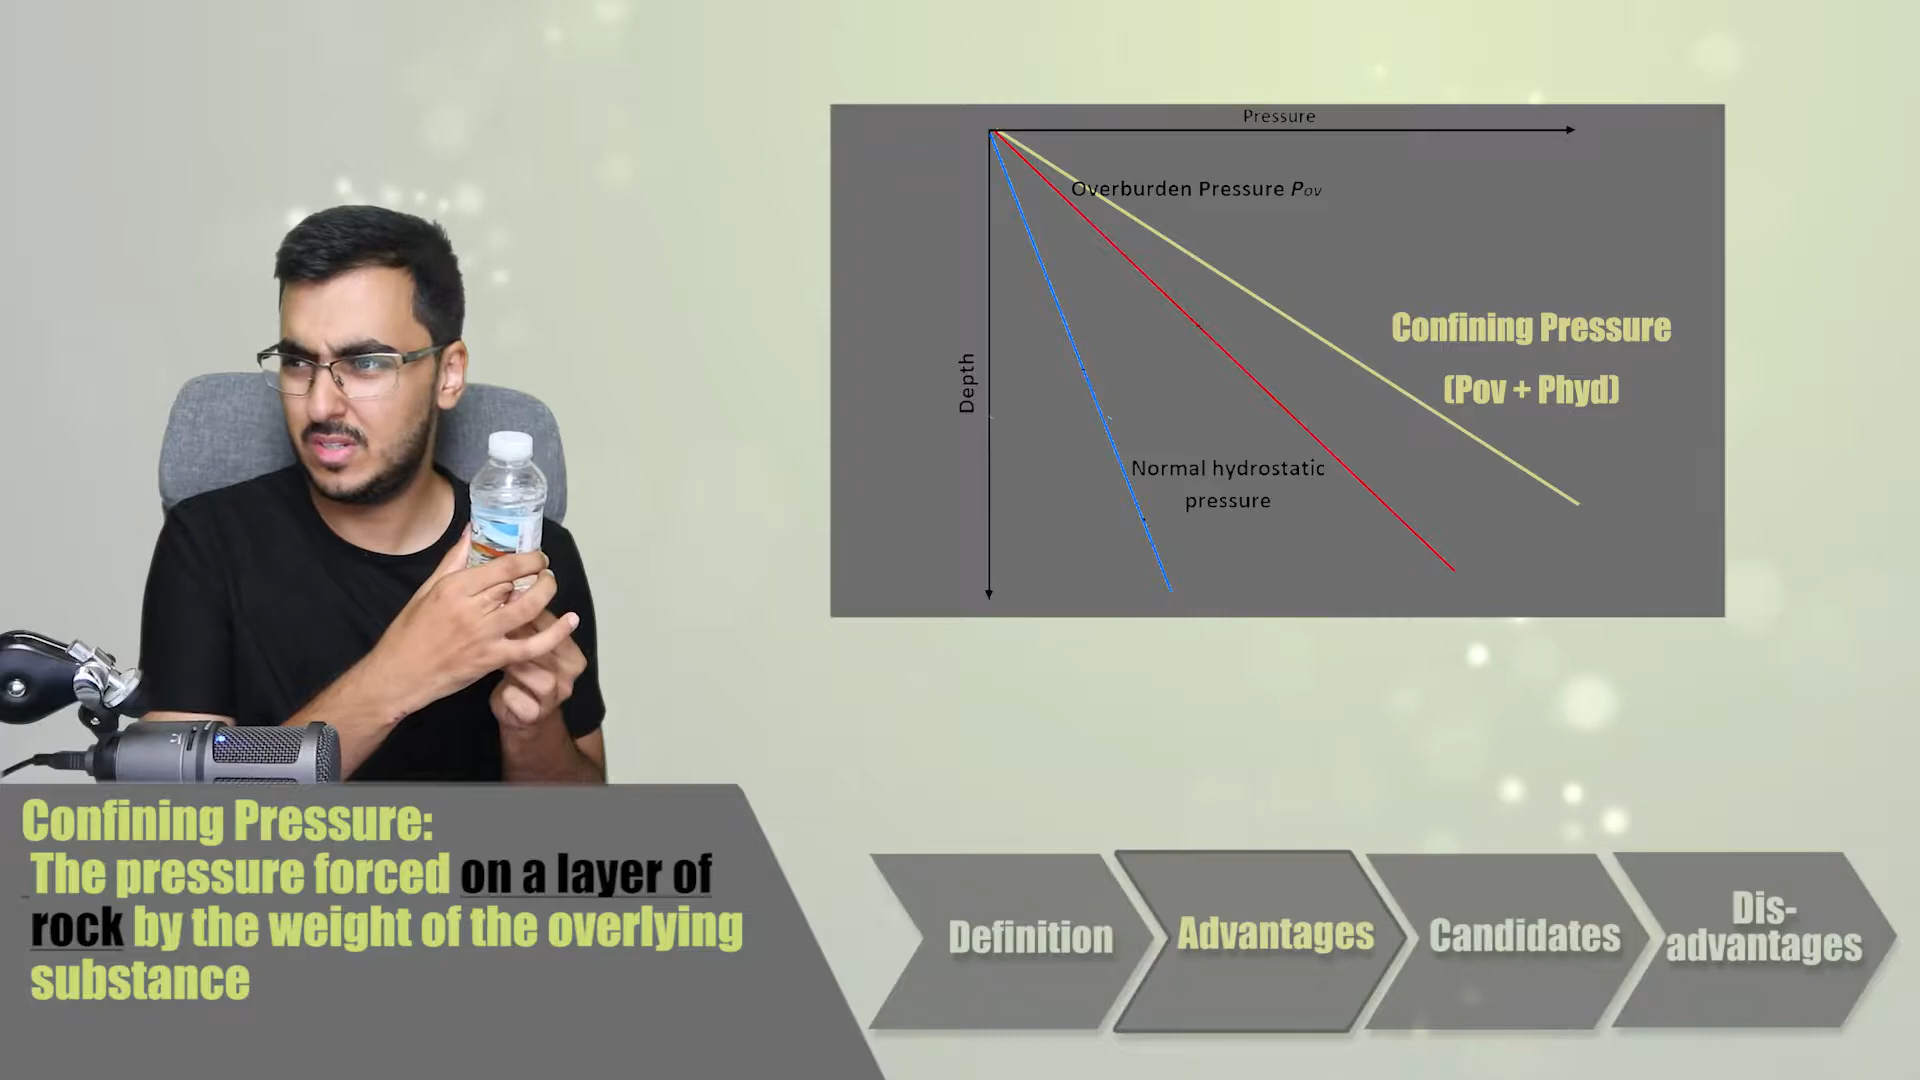 Pressure
Overburden Pressure Pov
Confining Pressure
(Pov + Phyd)
Depth
Normal hydrostatic
pressure
Confining Pressure:
The pressure forced on a layer of
rock by the weight of the overlying
substance
Definition
Advantages
Candidates
Dis-
advantages